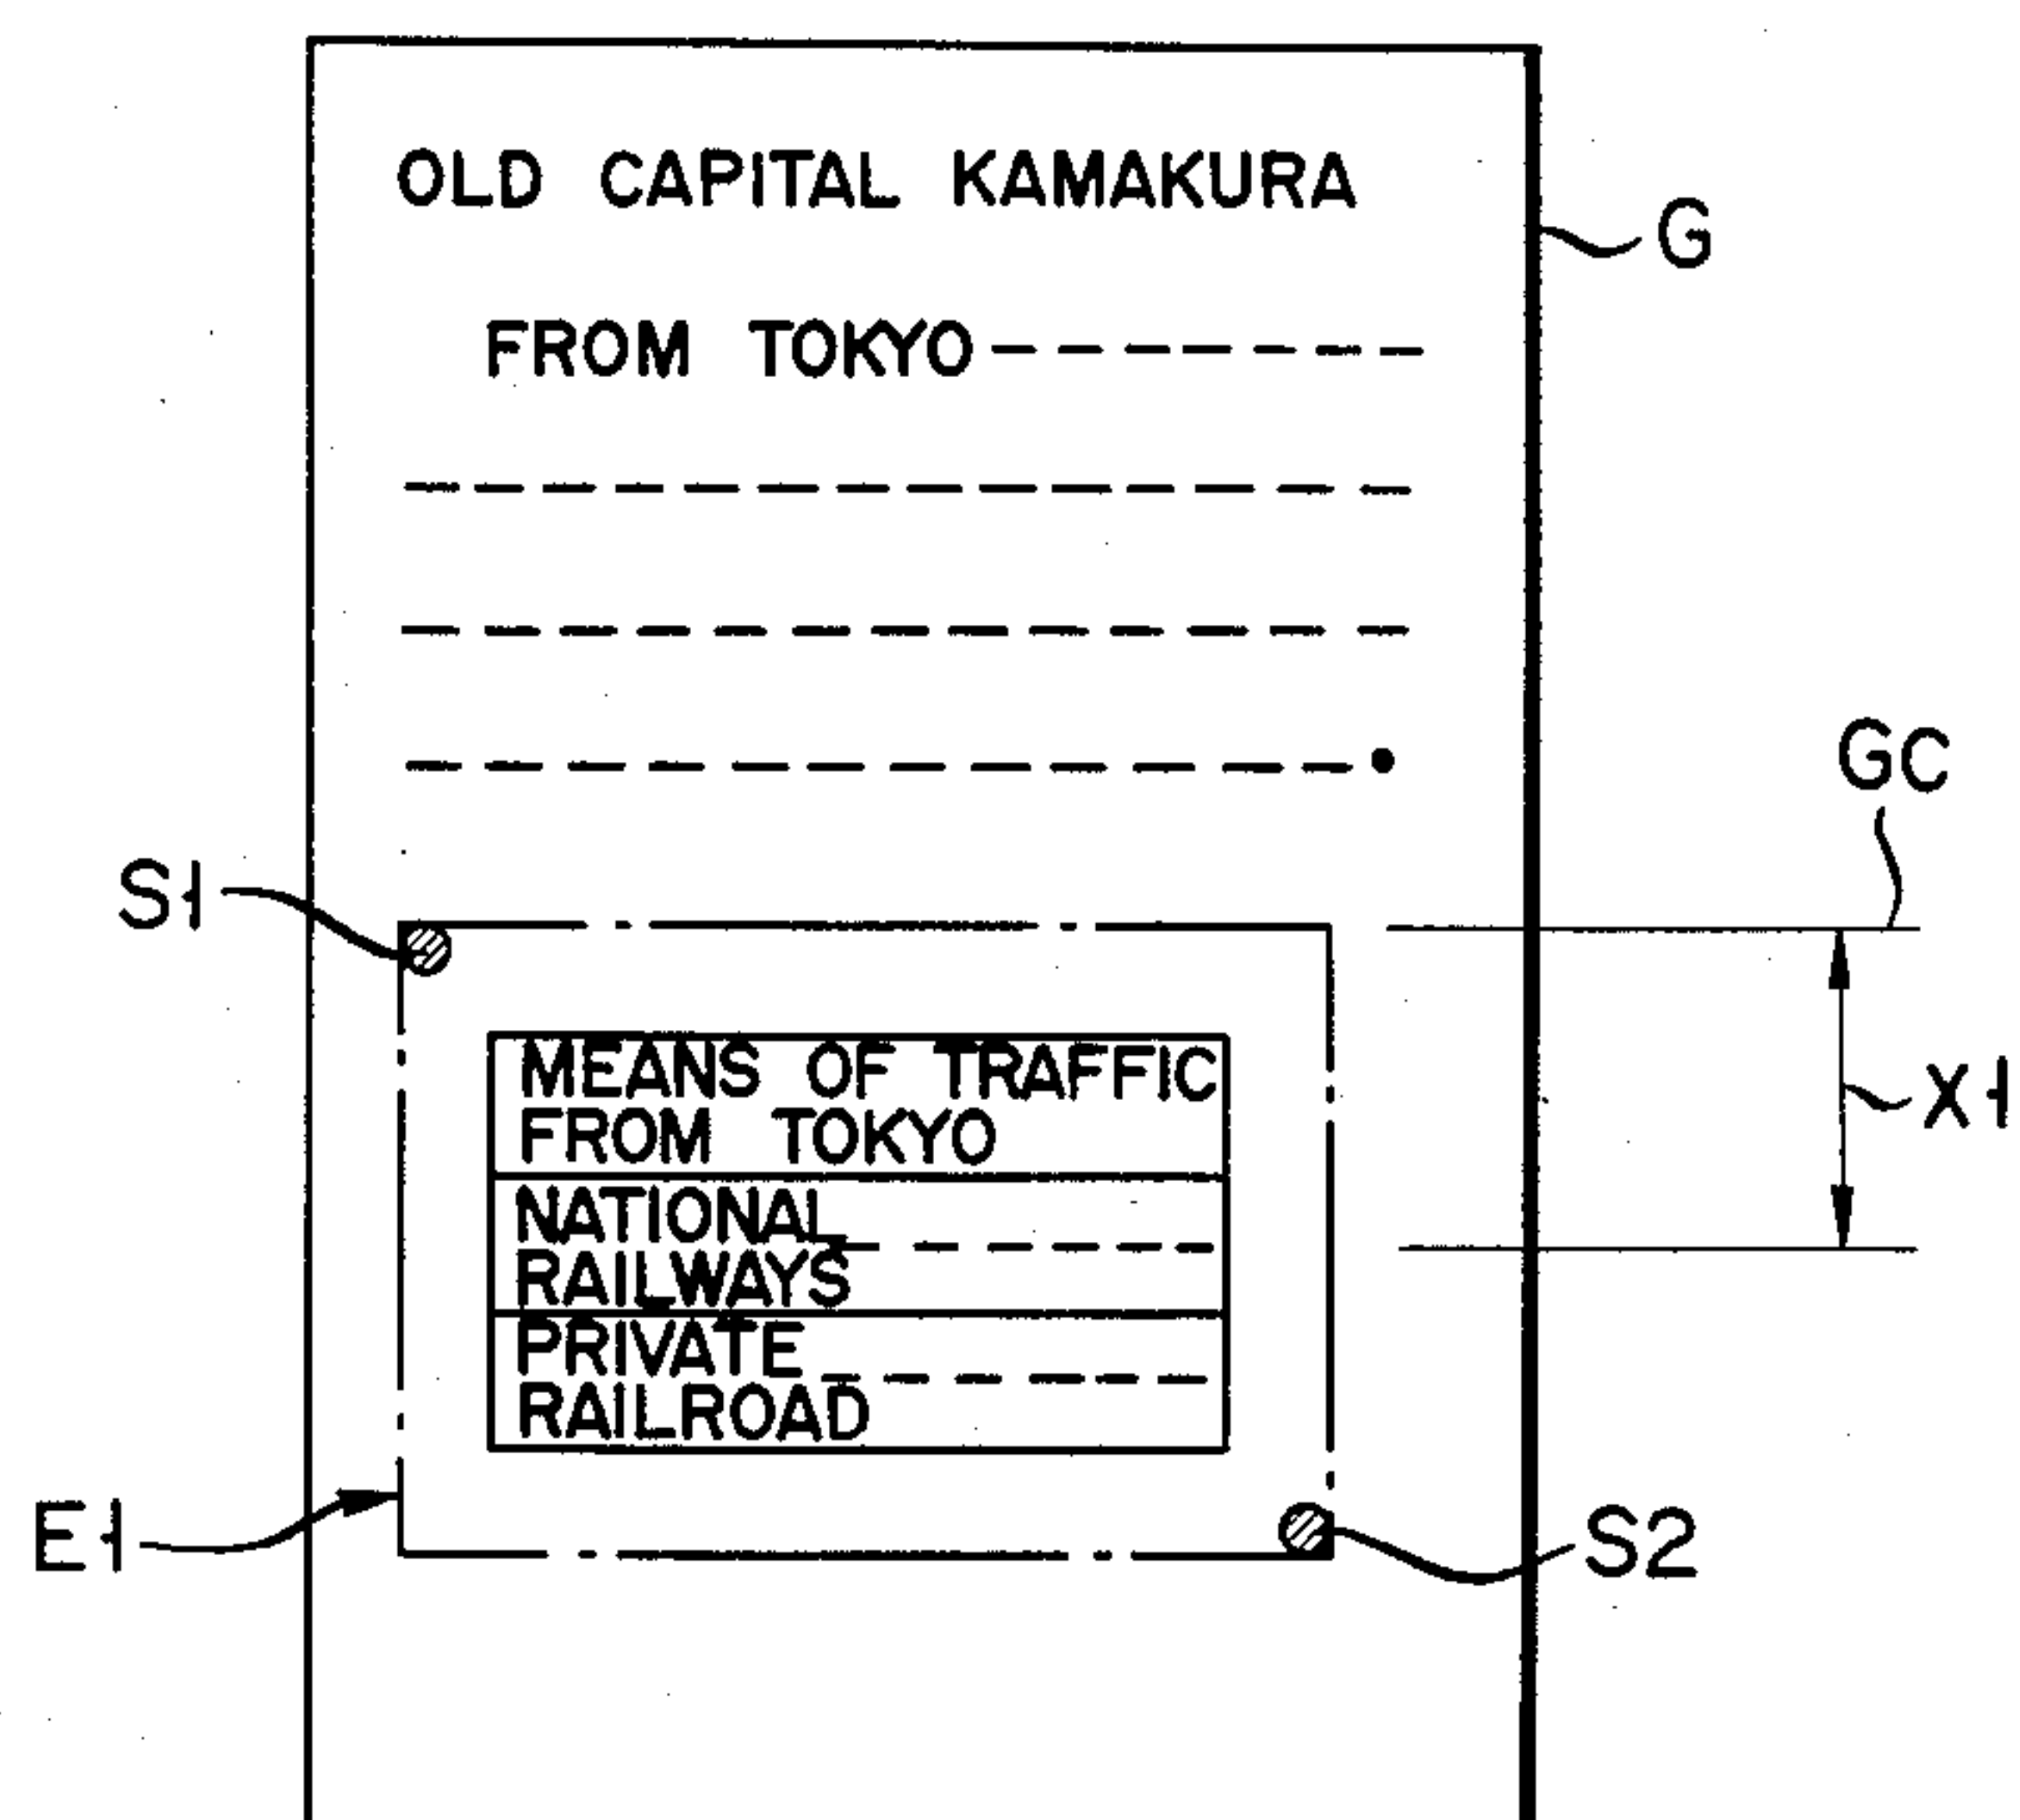 OLD CAPITAL KAMAKURA
G
FROM TOKYO
GC
S1
MEANS OF TRAFFIC
FROM TOKYO
X1
NATIONAL
RAILWAYS
PRIVATE
RAILROAD
E1
S2